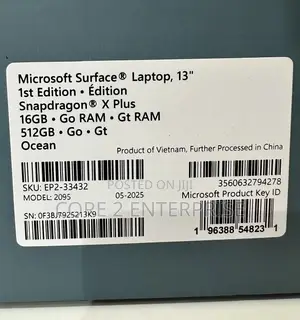 Microsoft Surface® Laptop, 13"
1st Edition • Édition
Snapdragon® X Plus
16GB • Go RAM • Gt RAM
512GB • Go • Gt
Ocean
Product of Vietnam, Further Processed in China
POSTED ON JIJI
SKU: EP2-33432
3560632794278
MODEL: 2095
05-2025
Microsoft Product Key ID
CORE 2 ENTERPRISE
SN: 0F3BJ7925213K9
1 96388 54823 1